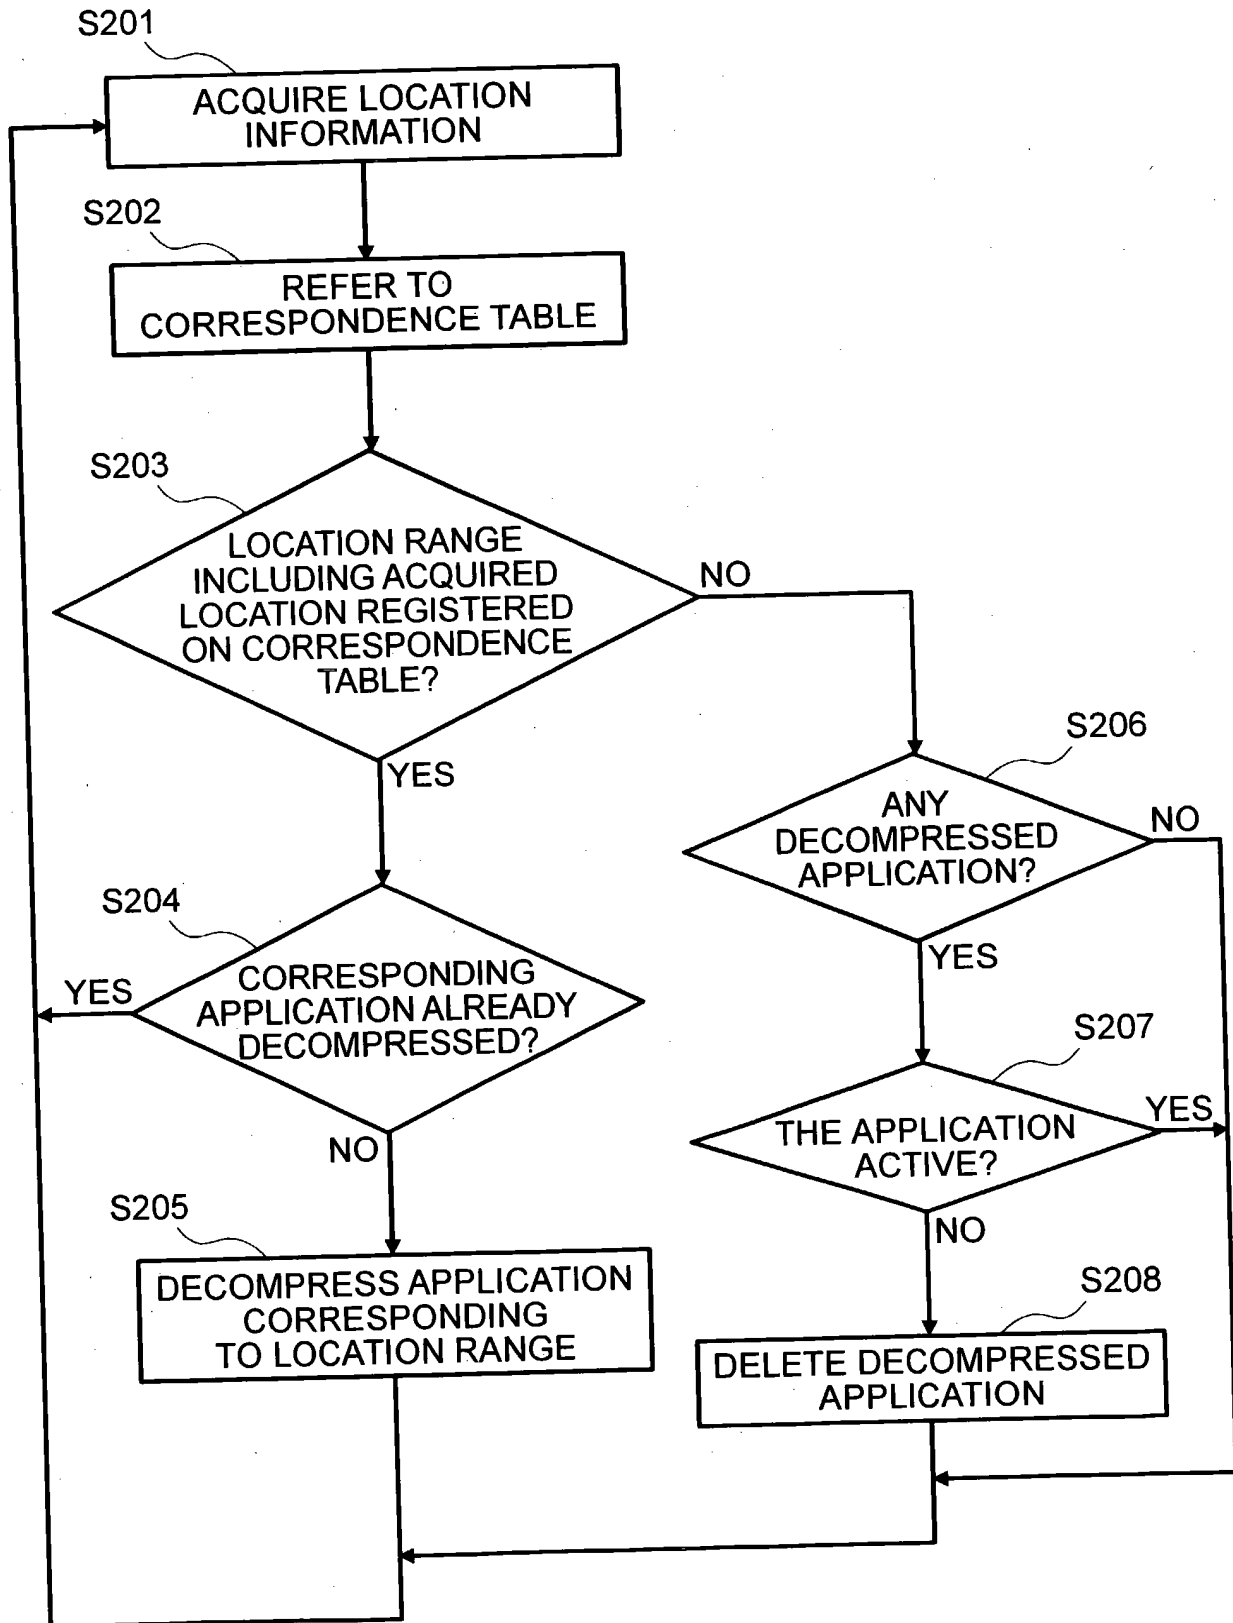 S201
ACQUIRE LOCATION
INFORMATION
S202
REFER TO
CORRESPONDENCE TABLE
S203
LOCATION RANGE
INCLUDING ACQUIRED
LOCATION REGISTERED
ON CORRESPONDENCE
TABLE?
NO
YES
S206
ANY
DECOMPRESSED
APPLICATION?
NO
YES
S204
CORRESPONDING
APPLICATION ALREADY
DECOMPRESSED?
YES
NO
S207
THE APPLICATION
ACTIVE?
YES
NO
S205
DECOMPRESS APPLICATION
CORRESPONDING
TO LOCATION RANGE
S208
DELETE DECOMPRESSED
APPLICATION